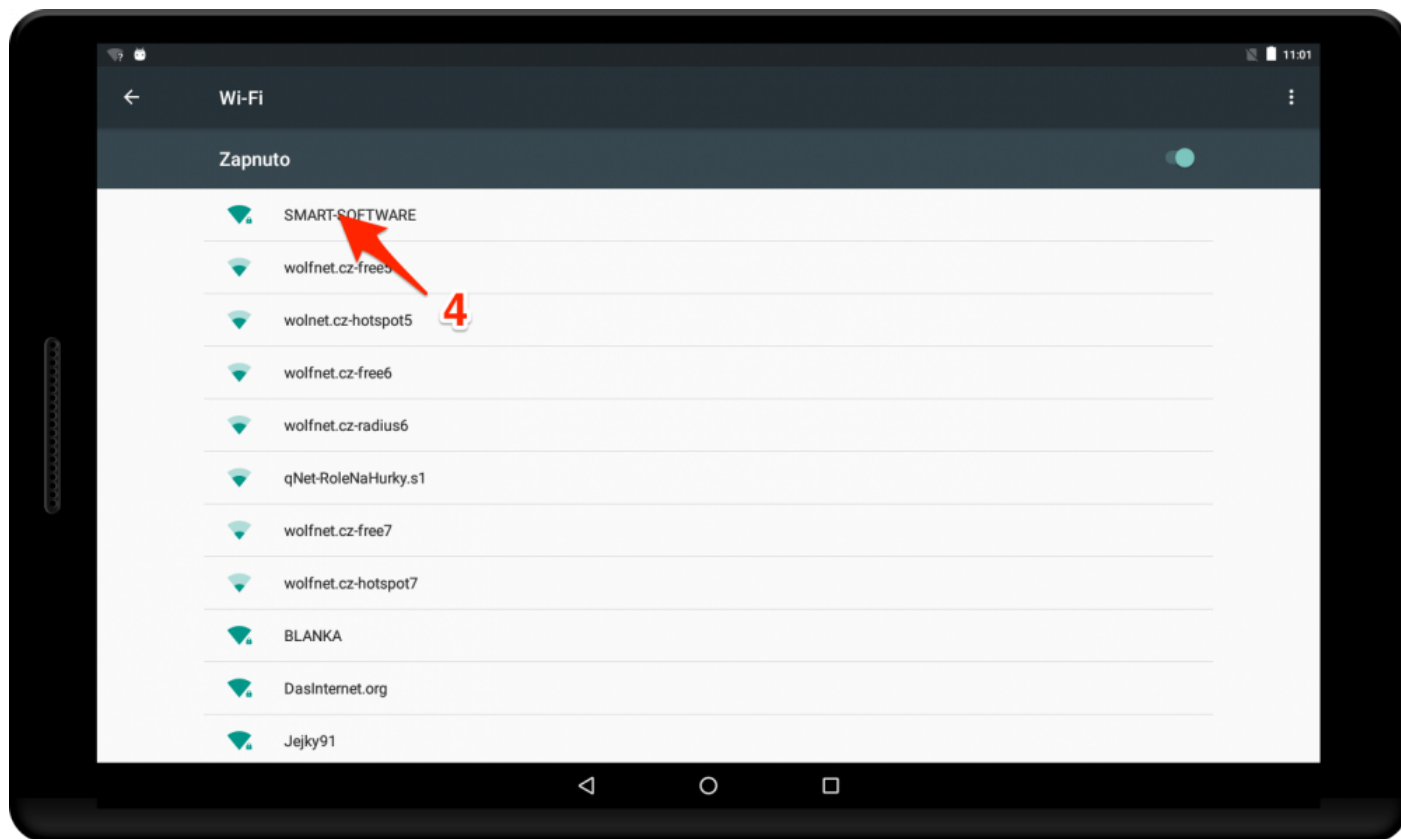 11:01
Wi-Fi
Zapnuto
SMART-SOFTWARE
wolfnet.cz-free5
4
wolnet.cz-hotspot5
wolfnet.cz-free6
wolfnet.cz-radius6
qNet-RoleNaHurky.s1
wolfnet.cz-free7
wolfnet.cz-hotspot7
BLANKA
DasInternet.org
Jejky91